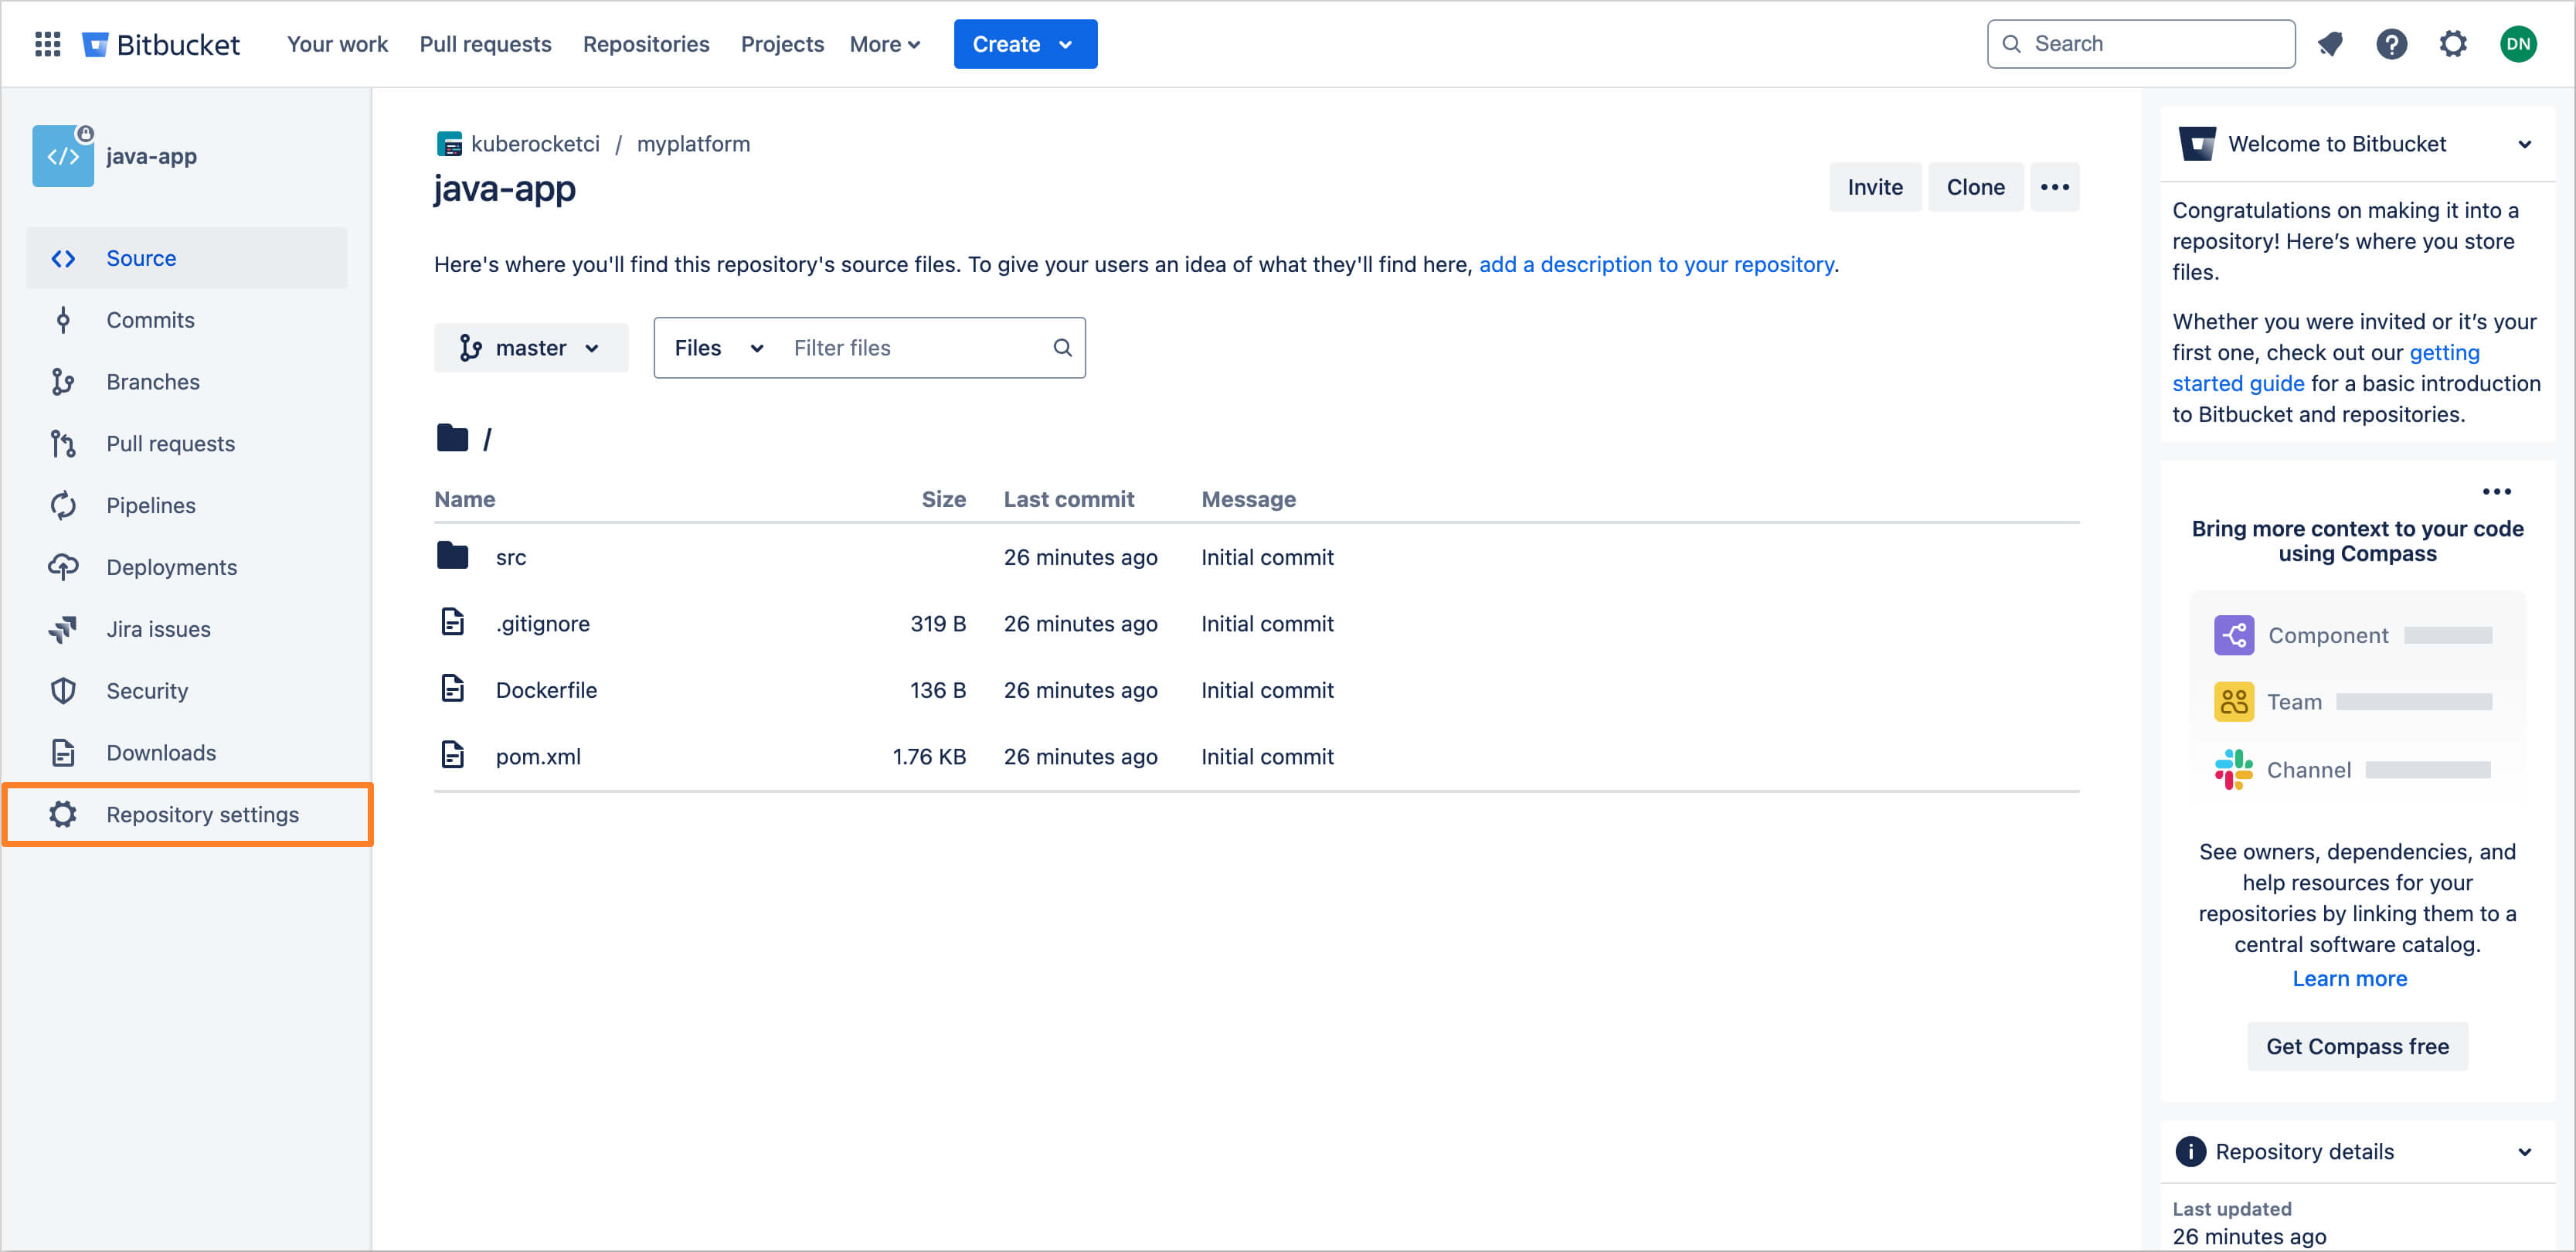 Bitbucket
Your work
Pull requests
Repositories
Projects
More
Create
Search
DN
java-app
Source
Commits
Branches
Pull requests
Pipelines
Deployments
Jira issues
Security
Downloads
Repository settings
kuberocketci / myplatform
java-app
Invite
Clone
Here's where you'll find this repository's source files. To give your users an idea of what they'll find here, add a description to your repository.
master
Files
Filter files
/
Name Size Last commit Message
src 26 minutes ago Initial commit
.gitignore 319 B 26 minutes ago Initial commit
Dockerfile 136 B 26 minutes ago Initial commit
pom.xml 1.76 KB 26 minutes ago Initial commit
Welcome to Bitbucket
Congratulations on making it into a
repository! Here’s where you store
files.
Whether you were invited or it’s your
first one, check out our getting
started guide for a basic introduction
to Bitbucket and repositories.
Bring more context to your code
using Compass
Component
Team
Channel
See owners, dependencies, and
help resources for your
repositories by linking them to a
central software catalog.
Learn more
Get Compass free
Repository details
Last updated
26 minutes ago